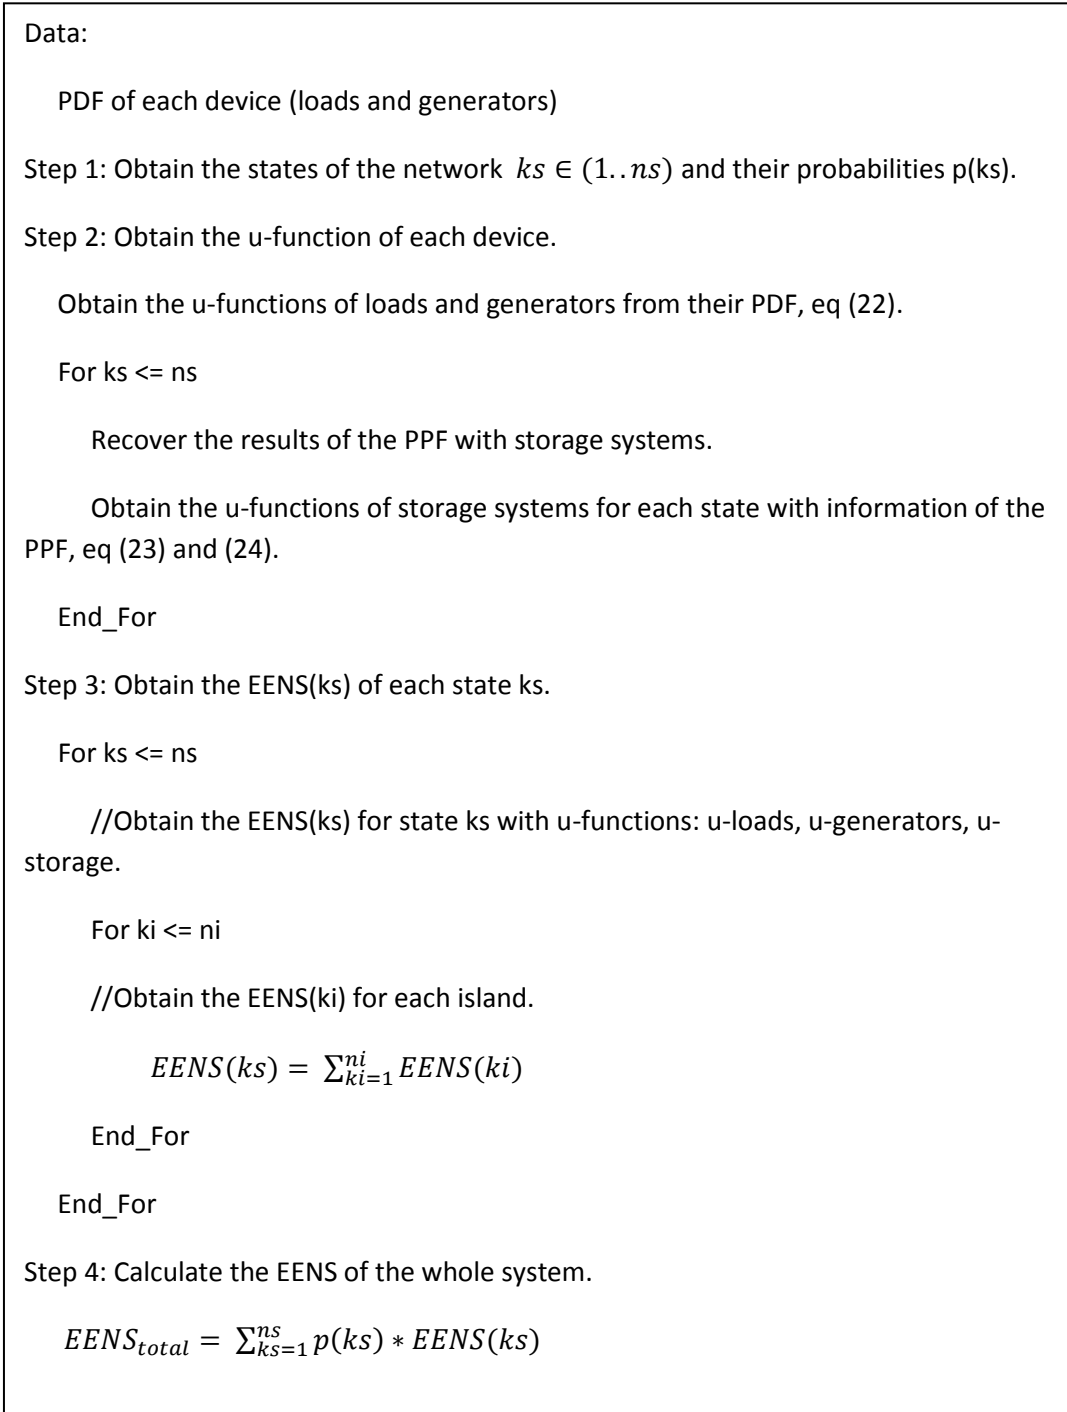 Data:
PDF of each device (loads and generators)
Step 1: Obtain the states of the network ks ∈ (1..ns) and their probabilities p(ks).
Step 2: Obtain the u-function of each device.
Obtain the u-functions of loads and generators from their PDF, eq (22).
For ks <= ns
Recover the results of the PPF with storage systems.
Obtain the u-functions of storage systems for each state with information of the
PPF, eq (23) and (24).
End_For
Step 3: Obtain the EENS(ks) of each state ks.
For ks <= ns
//Obtain the EENS(ks) for state ks with u-functions: u-loads, u-generators, u-
storage.
For ki <= ni
//Obtain the EENS(ki) for each island.
EENS(ks) = ∑_{ki=1}^{ni} EENS(ki)
End_For
End_For
Step 4: Calculate the EENS of the whole system.
EENS_{total} = ∑_{ks=1}^{ns} p(ks) * EENS(ks)